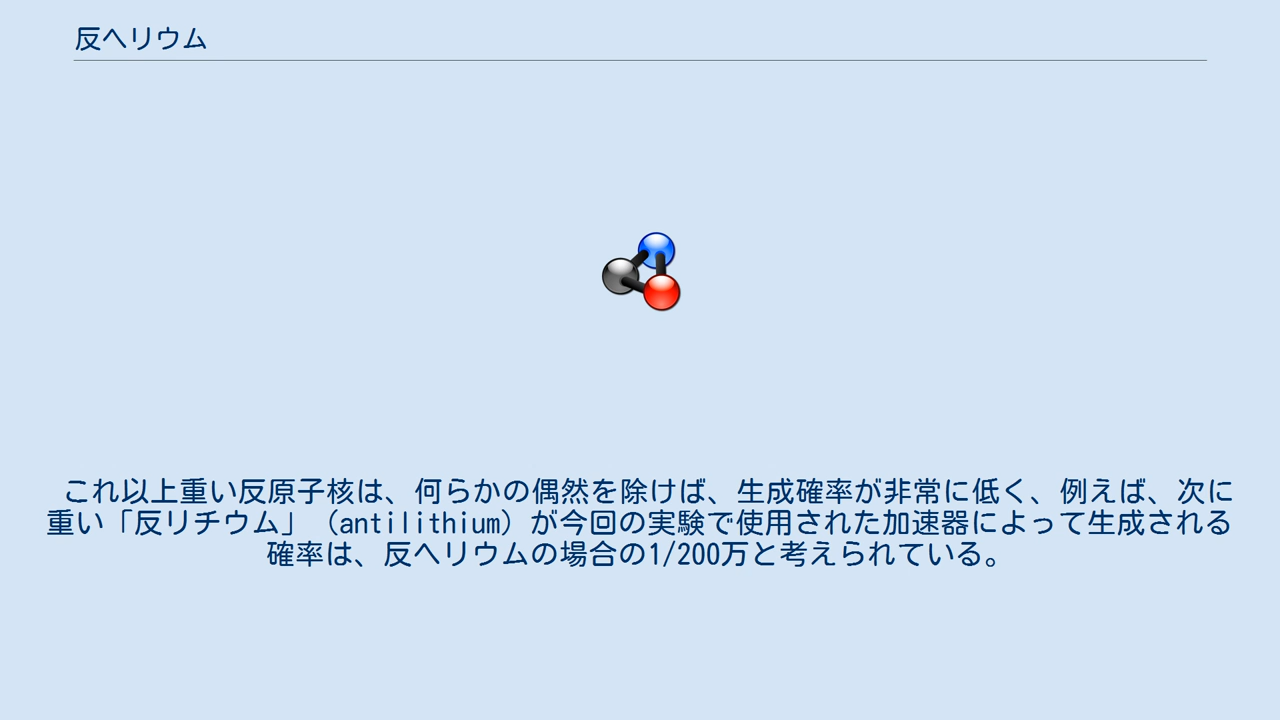 反ヘリウム
これ以上重い反原子核は、何らかの偶然を除けば、生成確率が非常に低く、例えば、次に
重い「反リチウム」（antilithium）が今回の実験で使用された加速器によって生成される
確率は、反ヘリウムの場合の1/200万と考えられている。